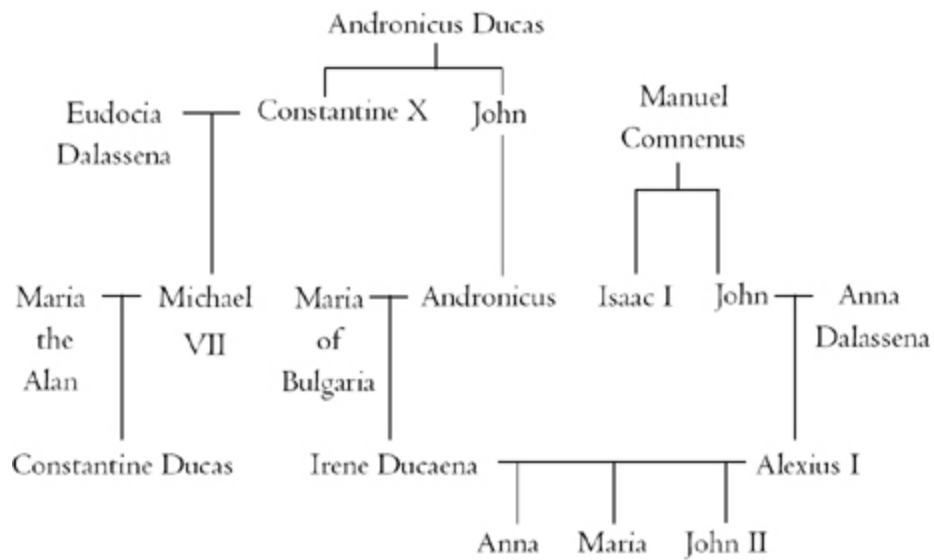 Andronicus Ducas
Manuel
Comnenus
Eudocia
Dalassena
Constantine X
John
Maria
the
Alan
Michael
VII
Maria
of
Bulgaria
Andronicus
Isaac I
John
Anna
Dalassena
Constantine Ducas
Irene Ducaena
Alexius I
Anna
Maria
John II